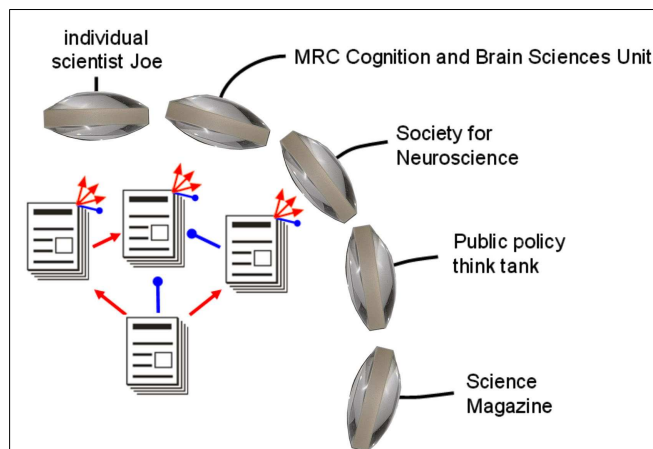 individual
scientist Joe
MRC Cognition and Brain Sciences Unit
Society for
Neuroscience
Public policy
think tank
Science
Magazine